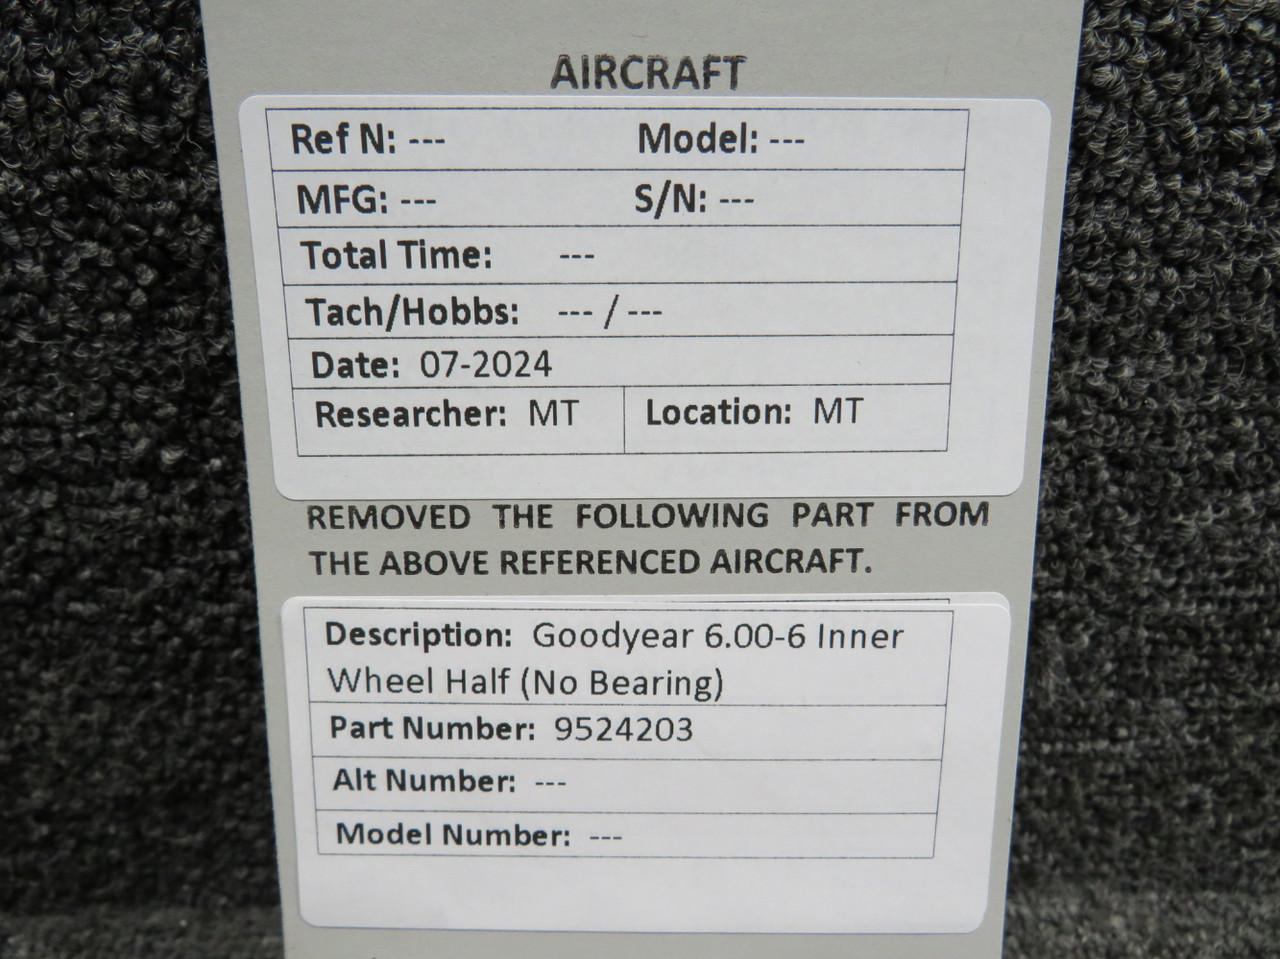 AIRCRAFT
Ref N: --- Model: ---
MFG: --- S/N: ---
Total Time: ---
Tach/Hobbs: --- / ---
Date: 07-2024
Researcher: MT Location: MT
REMOVED THE FOLLOWING PART FROM
THE ABOVE REFERENCED AIRCRAFT.
Description: Goodyear 6.00-6 Inner
Wheel Half (No Bearing)
Part Number: 9524203
Alt Number: ---
Model Number: ---